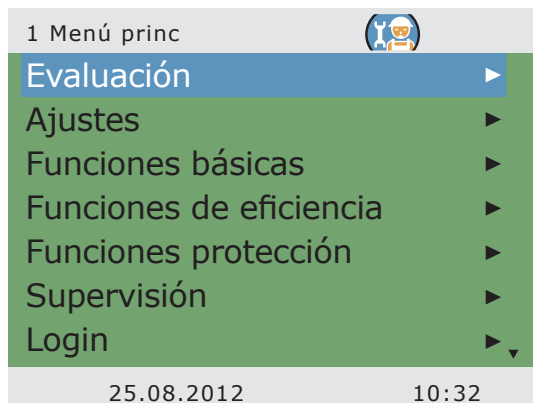 1 Menú princ
Evaluación
Ajustes
Funciones básicas
Funciones de eficiencia
Funciones protección
Supervisión
Login
25.08.2012 10:32